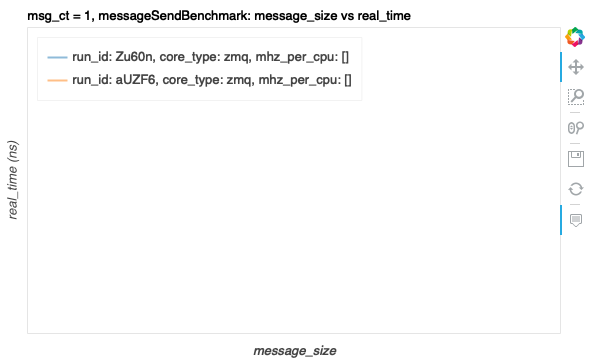 msg_ct = 1, messageSendBenchmark: message_size vs real_time
run_id: Zu60n, core_type: zmq, mhz_per_cpu: []
run_id: aUZF6, core_type: zmq, mhz_per_cpu: []
real_time (ns)
message_size